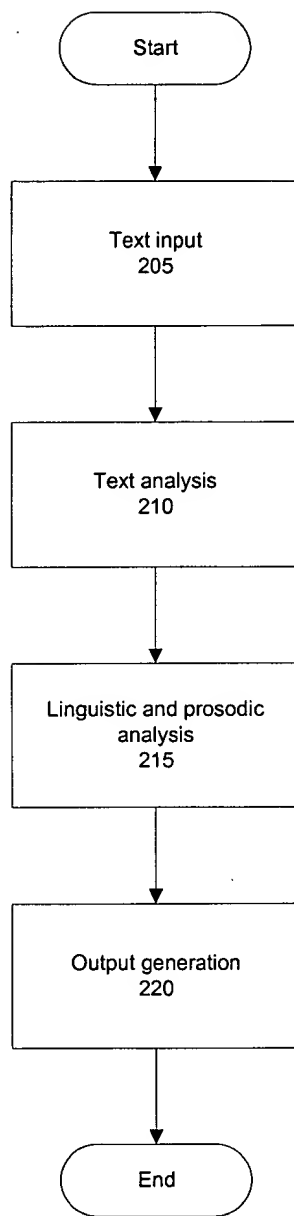 Start
Text input
205
Text analysis
210
Linguistic and prosodic
analysis
215
Output generation
220
End